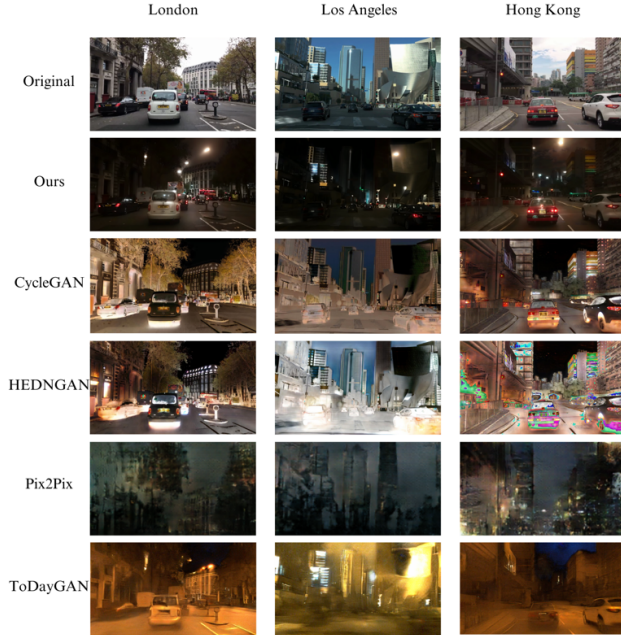 London Los Angeles Hong Kong
Original
Ours
CycleGAN
HEDNGAN
Pix2Pix
ToDayGAN